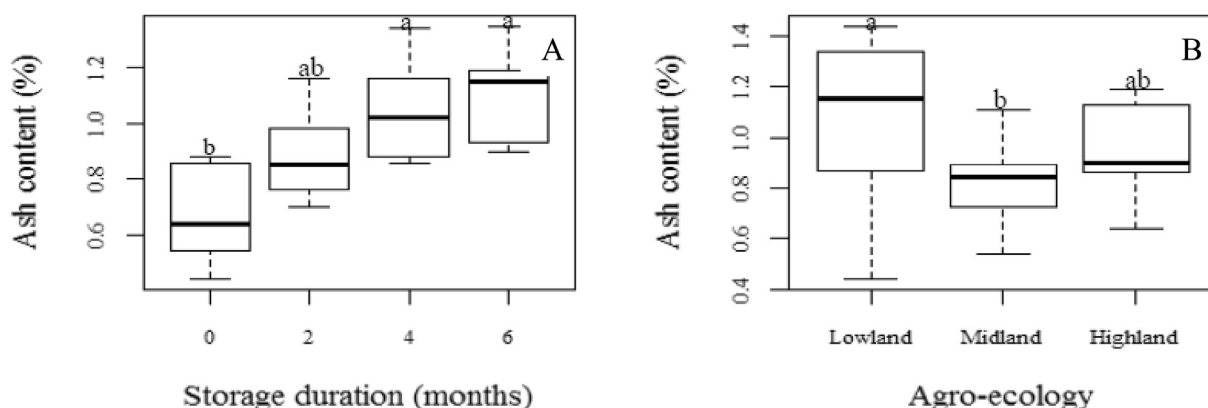 A
Ash content (%)
0.6 0.8 1.0 1.2
b ab a a
0 2 4 6
Storage duration (months)
B
Ash content (%)
0.4 0.6 0.8 1.0 1.2 1.4
a b ab
Lowland Midland Highland
Agro-ecology